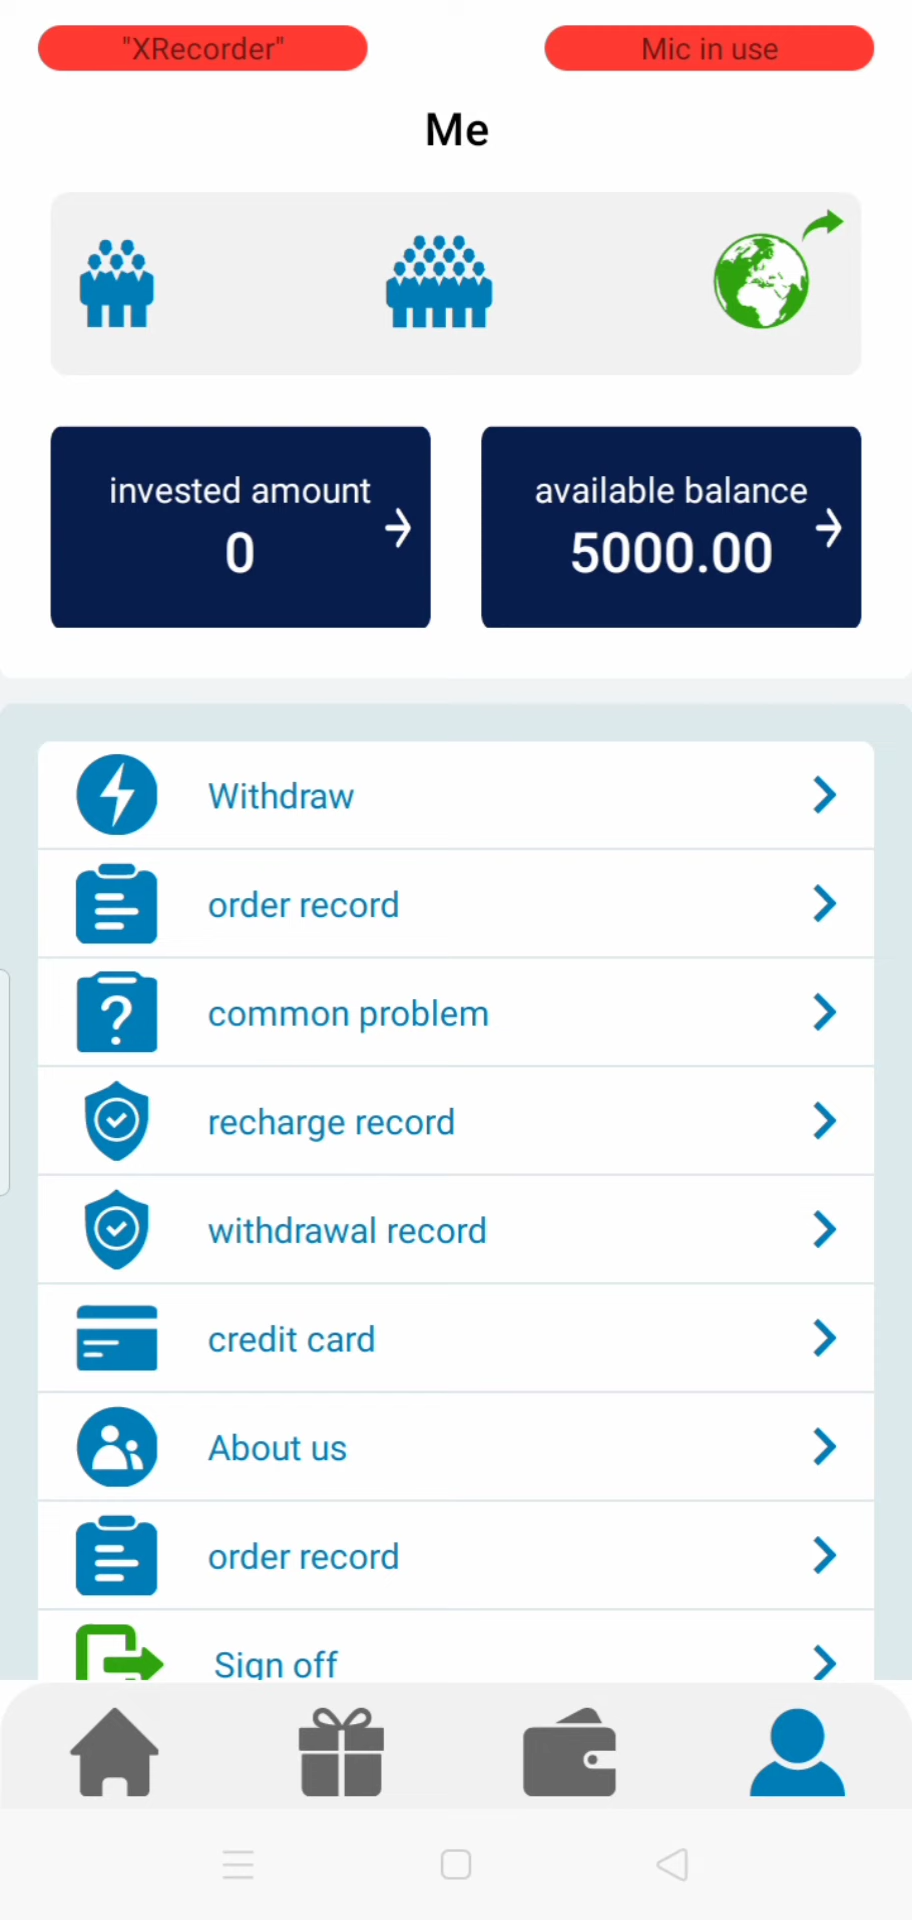 "XRecorder"
Mic in use
Me
invested amount
0
available balance
5000.00
Withdraw
order record
common problem
recharge record
withdrawal record
credit card
About us
order record
Sign off